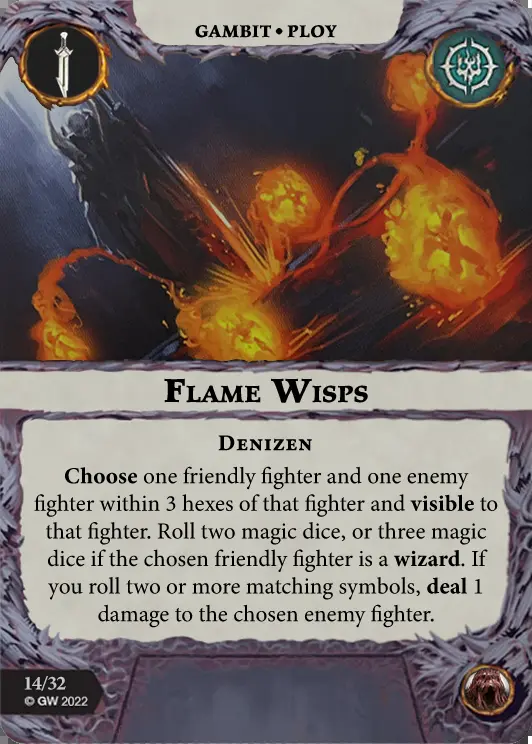 GAMBIT • PLOY
FLAME WISPS
DENIZEN
Choose one friendly fighter and one enemy
fighter within 3 hexes of that fighter and visible to
that fighter. Roll two magic dice, or three magic
dice if the chosen friendly fighter is a wizard. If
you roll two or more matching symbols, deal 1
damage to the chosen enemy fighter.
14/32
© GW 2022